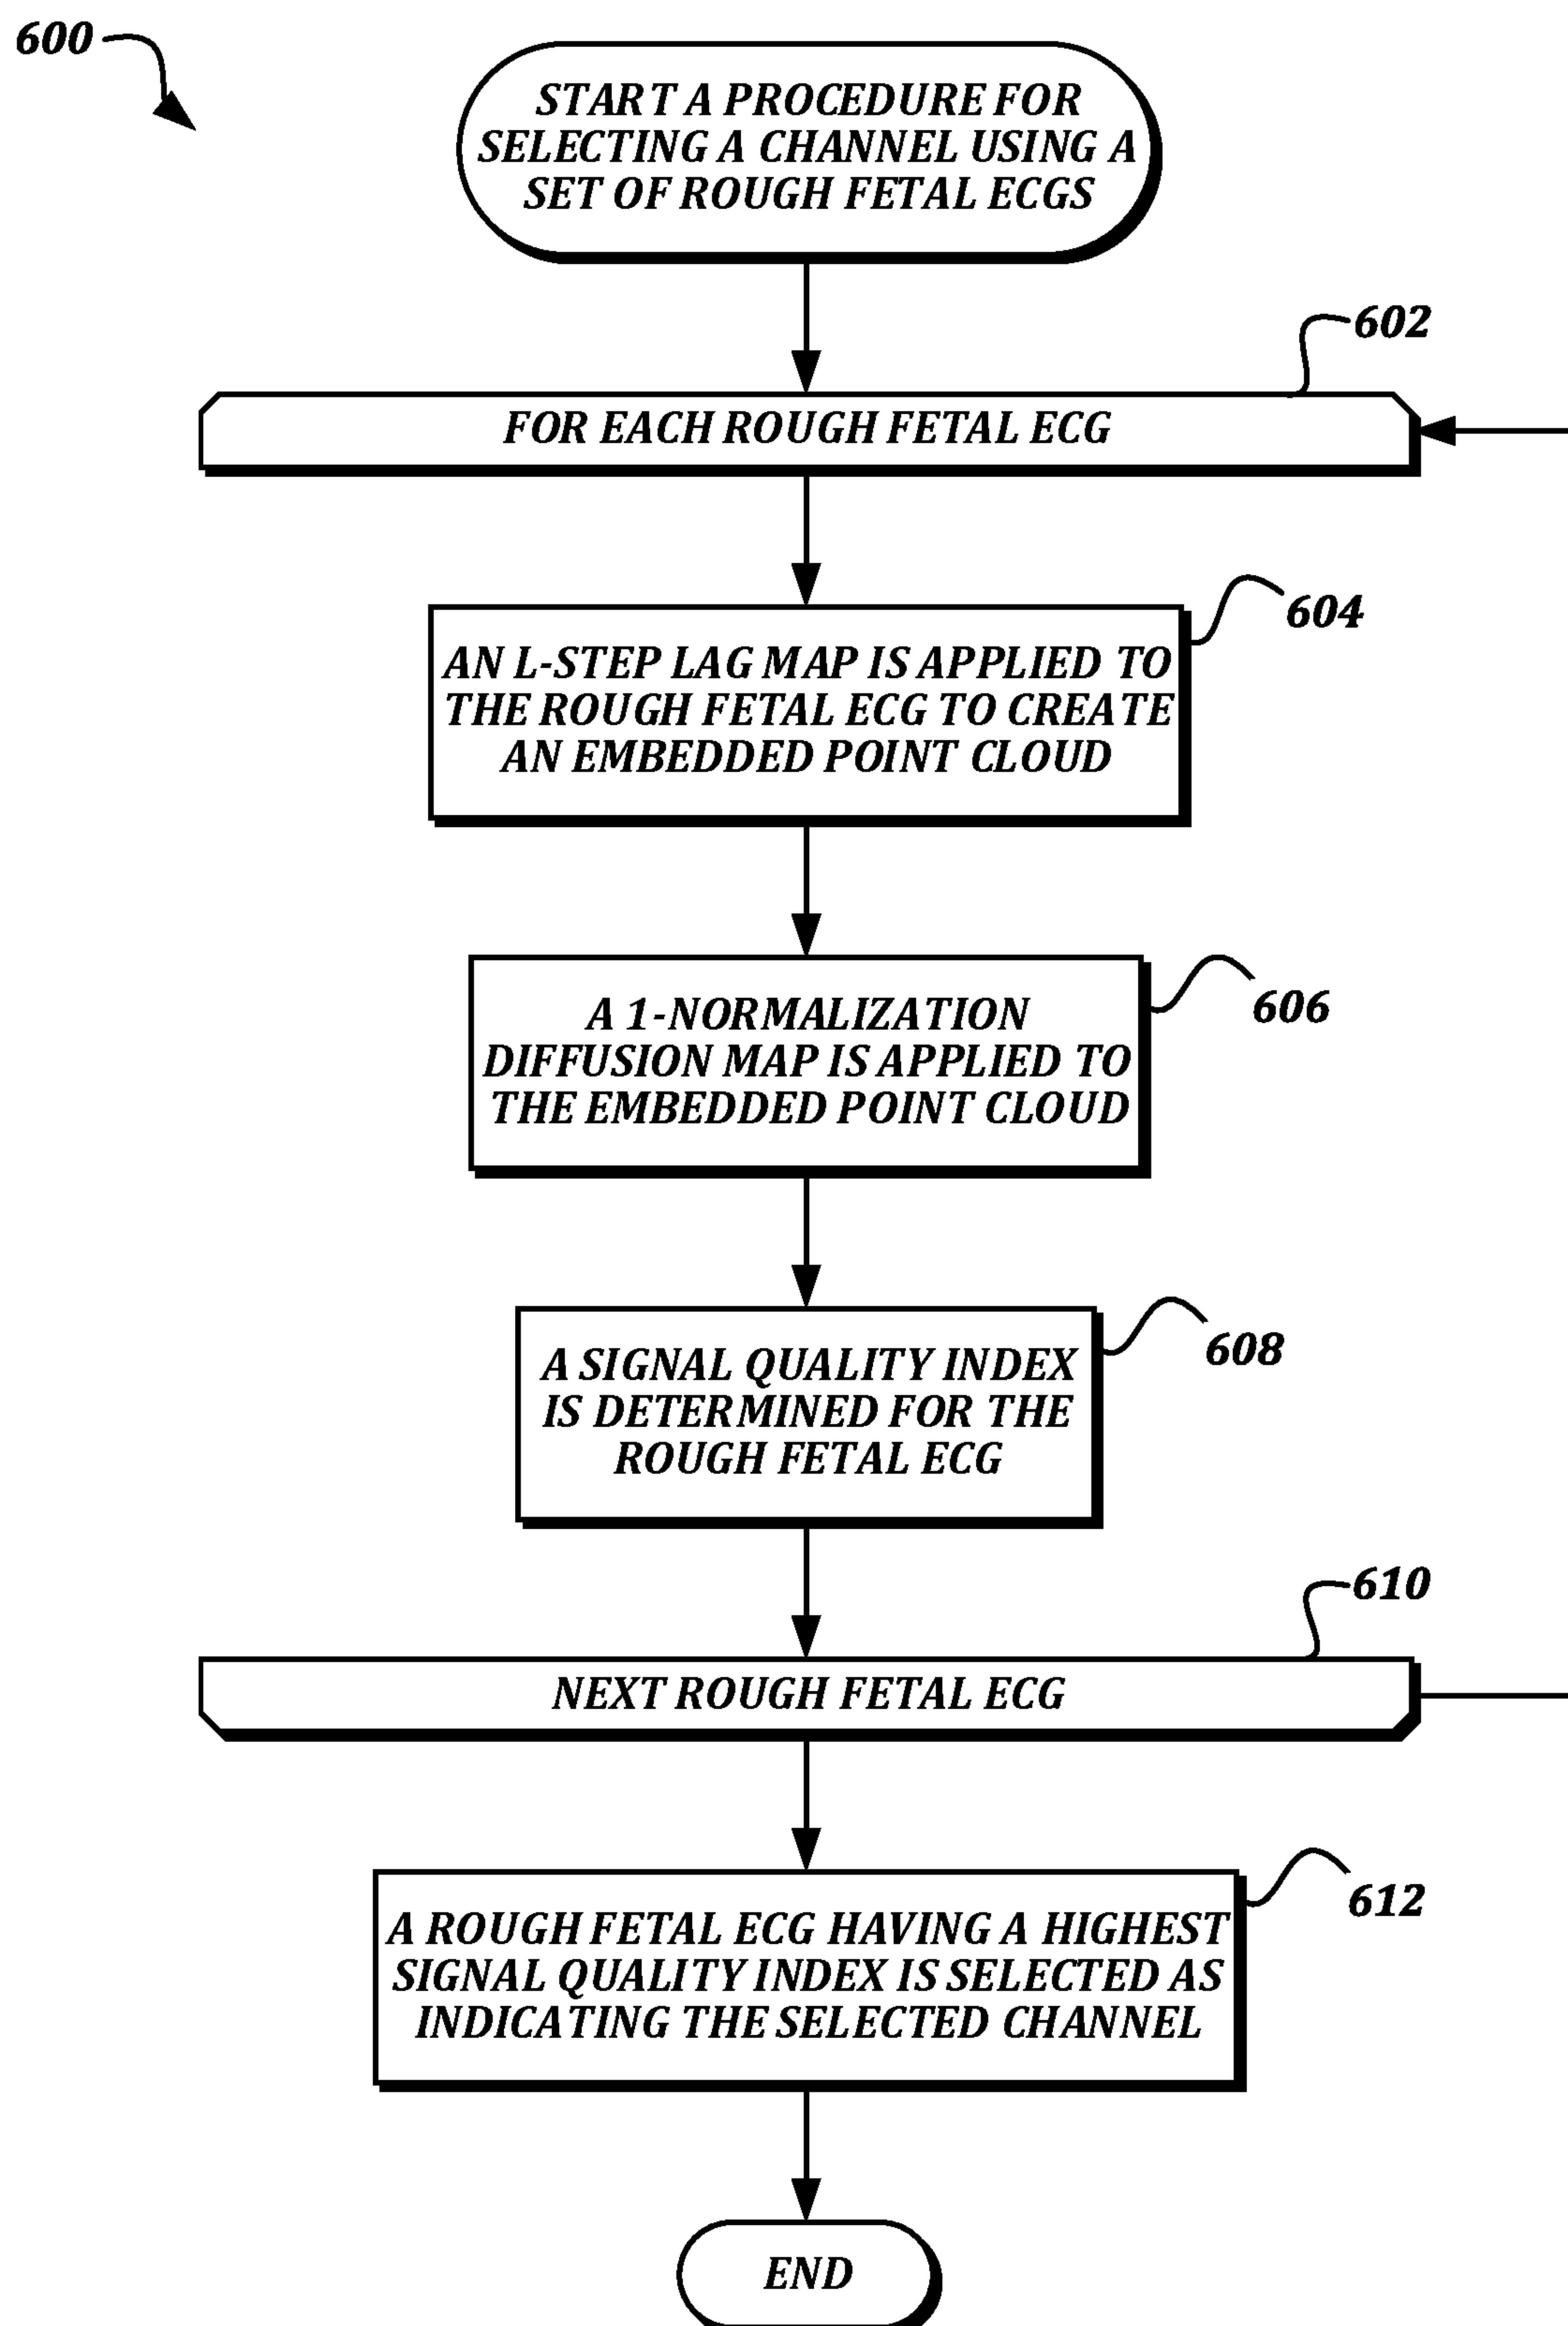 600
START A PROCEDURE FOR
SELECTING A CHANNEL USING A
SET OF ROUGH FETAL ECGS
602
FOR EACH ROUGH FETAL ECG
604
AN L-STEP LAG MAP IS APPLIED TO
THE ROUGH FETAL ECG TO CREATE
AN EMBEDDED POINT CLOUD
606
A 1-NORMALIZATION
DIFFUSION MAP IS APPLIED TO
THE EMBEDDED POINT CLOUD
608
A SIGNAL QUALITY INDEX
IS DETERMINED FOR THE
ROUGH FETAL ECG
610
NEXT ROUGH FETAL ECG
612
A ROUGH FETAL ECG HAVING A HIGHEST
SIGNAL QUALITY INDEX IS SELECTED AS
INDICATING THE SELECTED CHANNEL
END